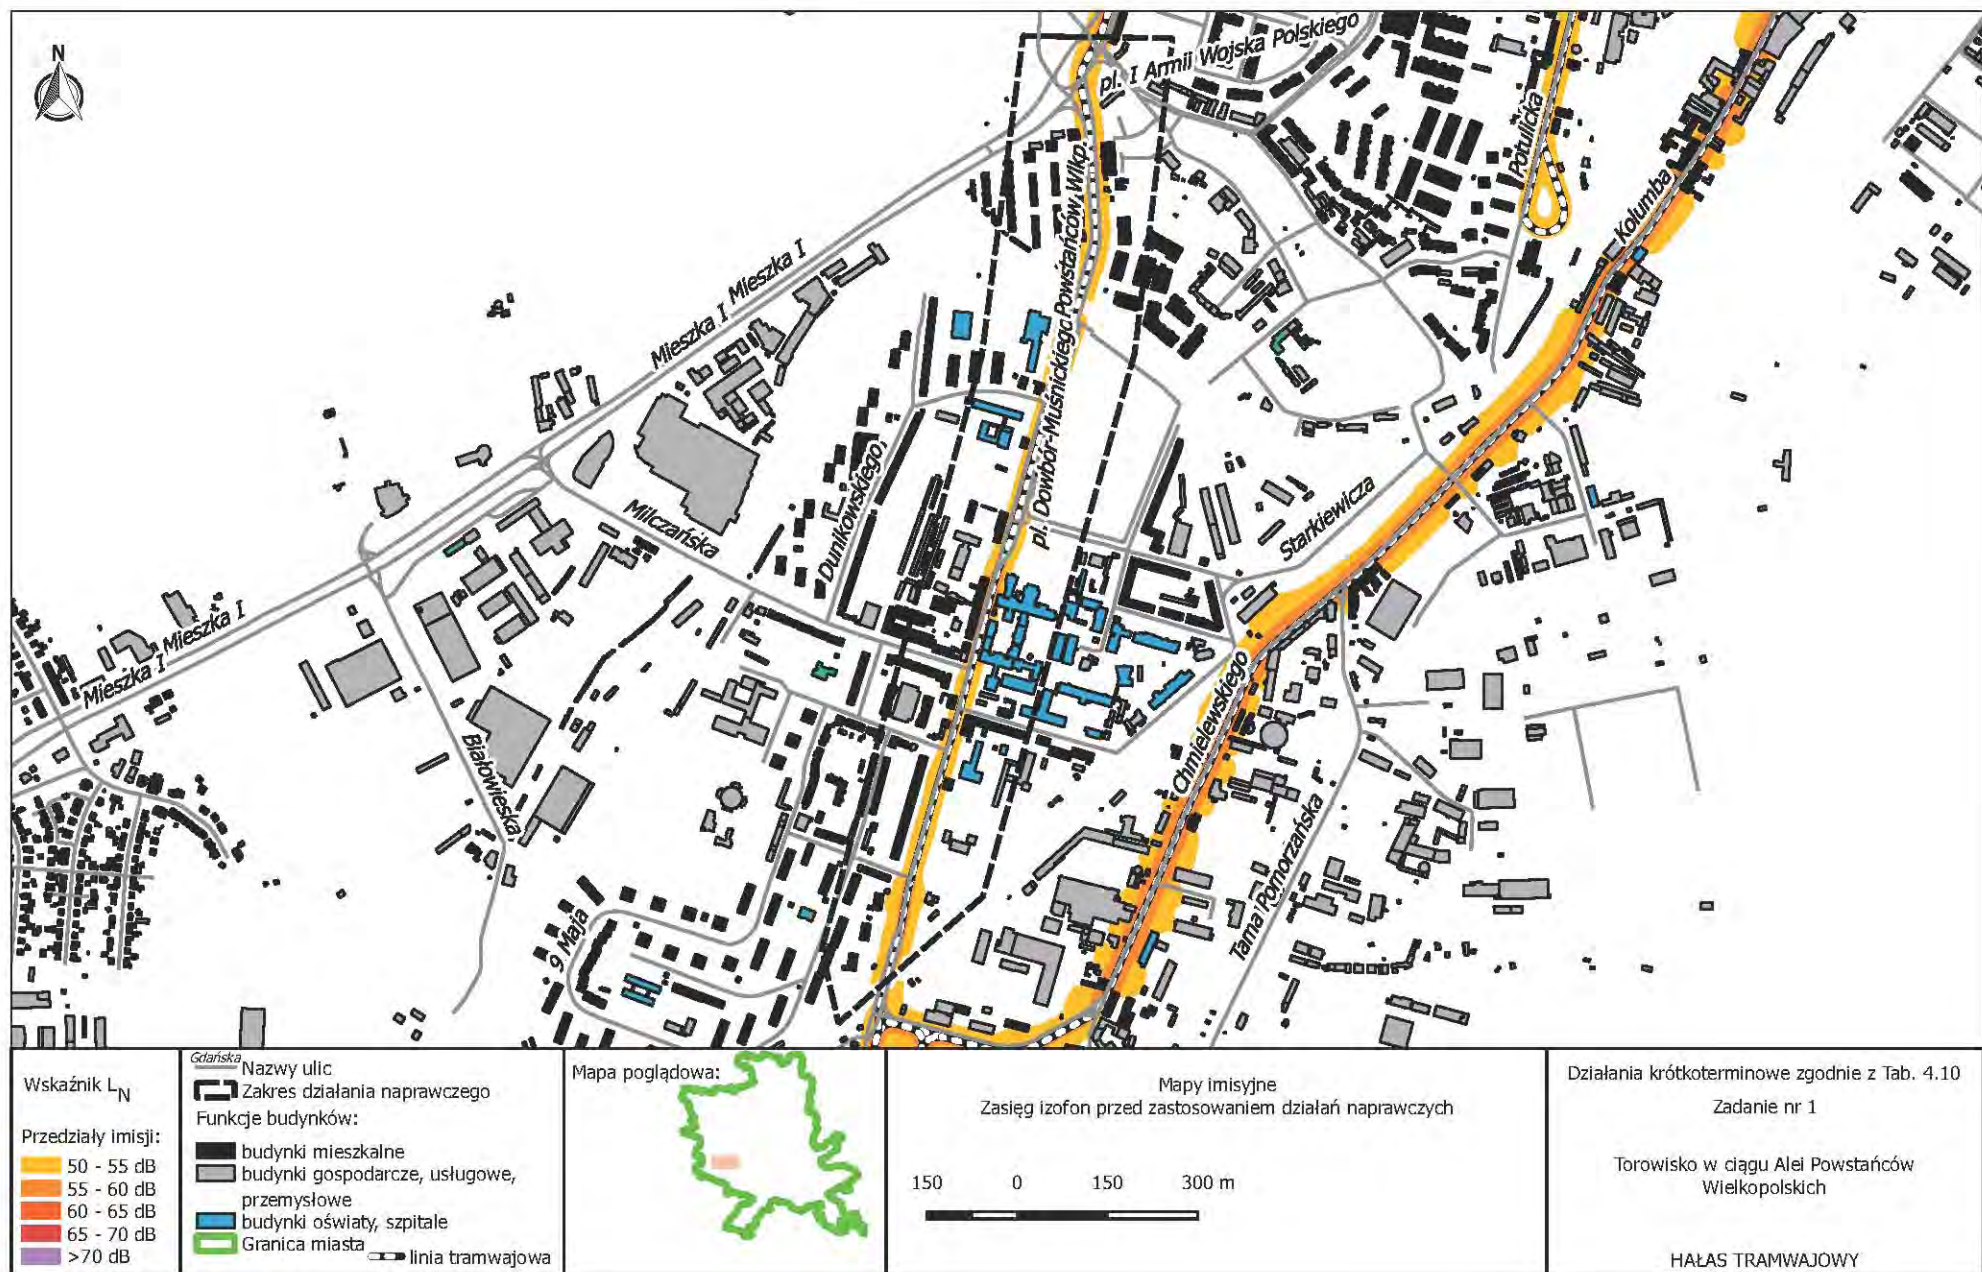 N
pl. I Armii Wojska Polskiego
Potulicka
Kolumba
Powstańców Wlkp.
Mieszka I
Mieszka I
pl. Dowbór-Muśnickiego
Dunikowskiego
Milczańska
Starkiewicza
Mieszka I
Mieszka I
Białowieska
Chmielewskiego
Tama Pomorzańska
9 Maja
Wskaźnik LN
Przedziały imisji:
50 - 55 dB
55 - 60 dB
60 - 65 dB
65 - 70 dB
>70 dB
Gdańska
Nazwy ulic
Zakres działania naprawczego
Funkcje budynków:
budynki mieszkalne
budynki gospodarcze, usługowe,
przemysłowe
budynki oświaty, szpitale
Granica miasta
linia tramwajowa
Mapa poglądowa:
Mapy imisyjne
Zasięg izofon przed zastosowaniem działań naprawczych
150 0 150 300 m
Działania krótkoterminowe zgodnie z Tab. 4.10
Zadanie nr 1
Torowisko w ciągu Alei Powstańców
Wielkopolskich
HAŁAS TRAMWAJOWY